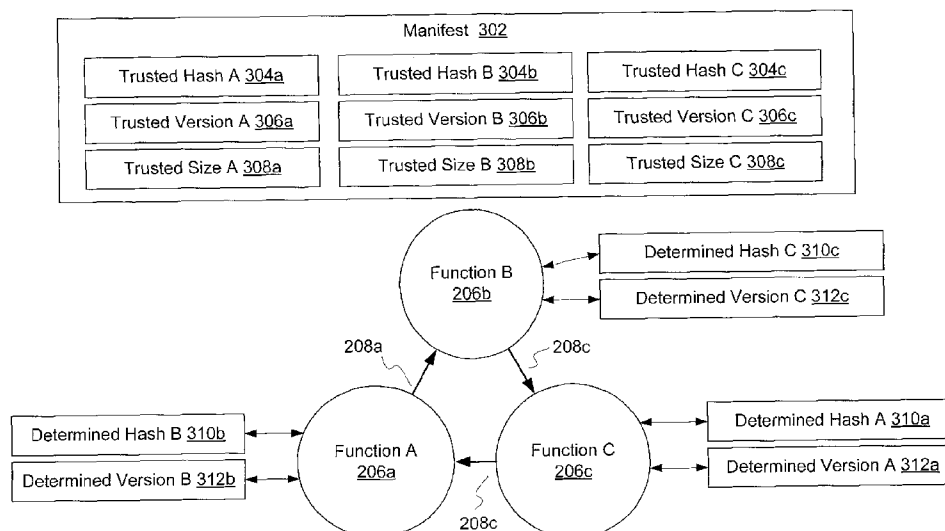 Manifest 302
Trusted Hash A 304a
Trusted Hash B 304b
Trusted Hash C 304c
Trusted Version A 306a
Trusted Version B 306b
Trusted Version C 306c
Trusted Size A 308a
Trusted Size B 308b
Trusted Size C 308c
Function B
206b
Determined Hash C 310c
Determined Version C 312c
208a
208c
Determined Hash B 310b
Determined Version B 312b
Function A
206a
Function C
206c
Determined Hash A 310a
Determined Version A 312a
208c